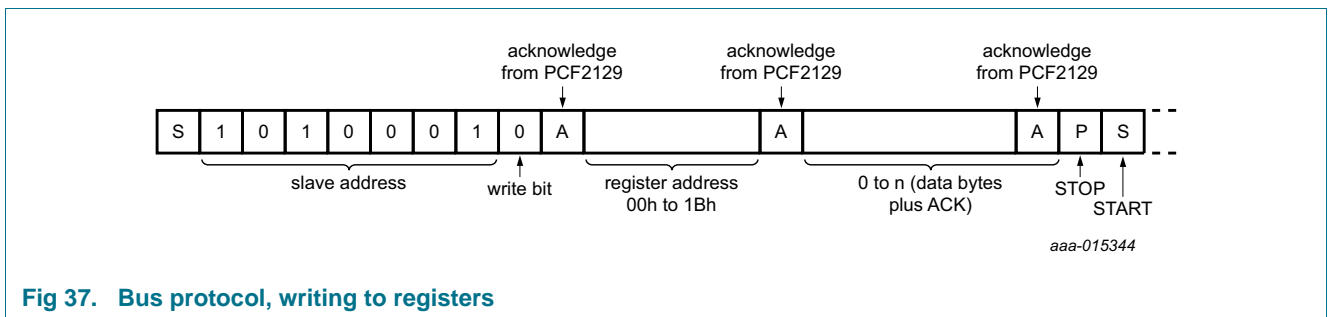 acknowledge
from PCF2129
acknowledge
from PCF2129
acknowledge
from PCF2129
S 1 0 1 0 0 0 1 0 A A A P S
slave address
write bit
register address
00h to 1Bh
0 to n (data bytes
plus ACK)
STOP
START
aaa-015344
Fig 37. Bus protocol, writing to registers